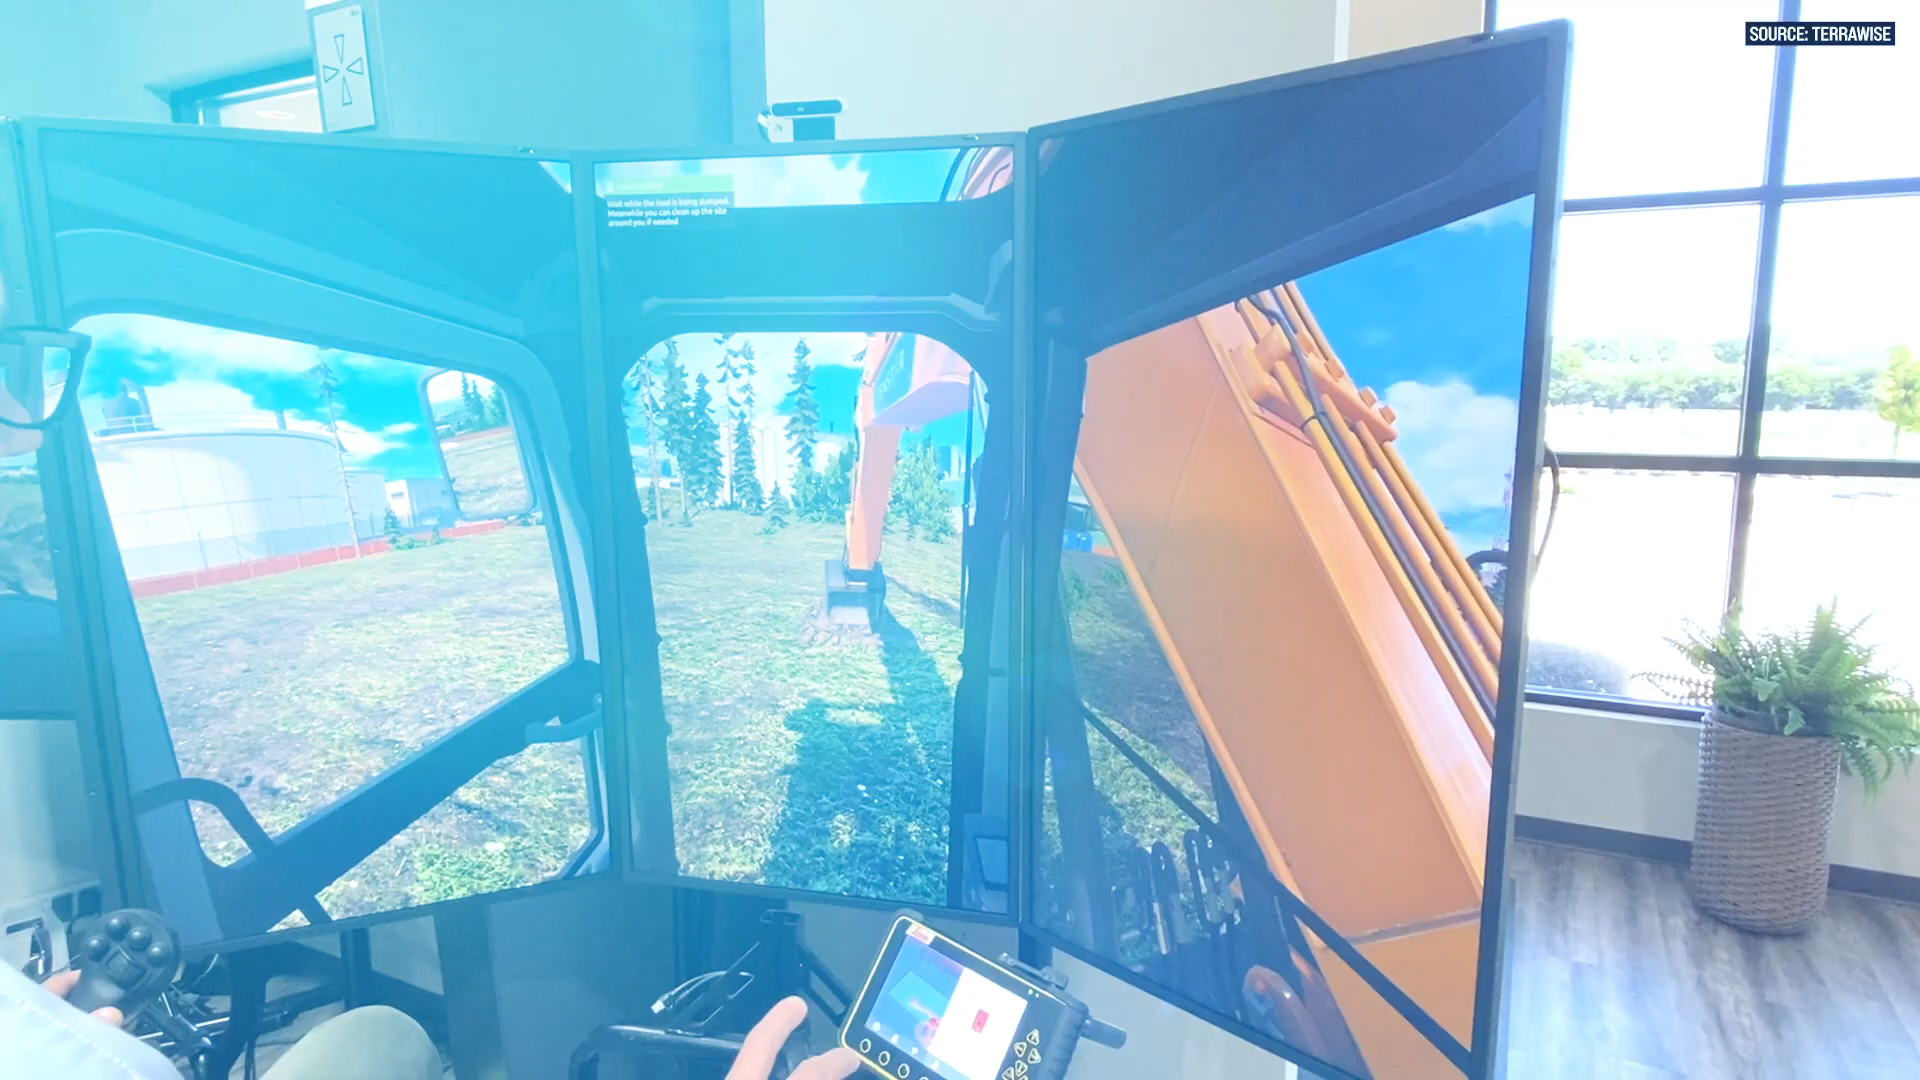 SOURCE: TERRAWISE
Wait while the load is being dumped.
Meanwhile you can clean up the site
around you if needed